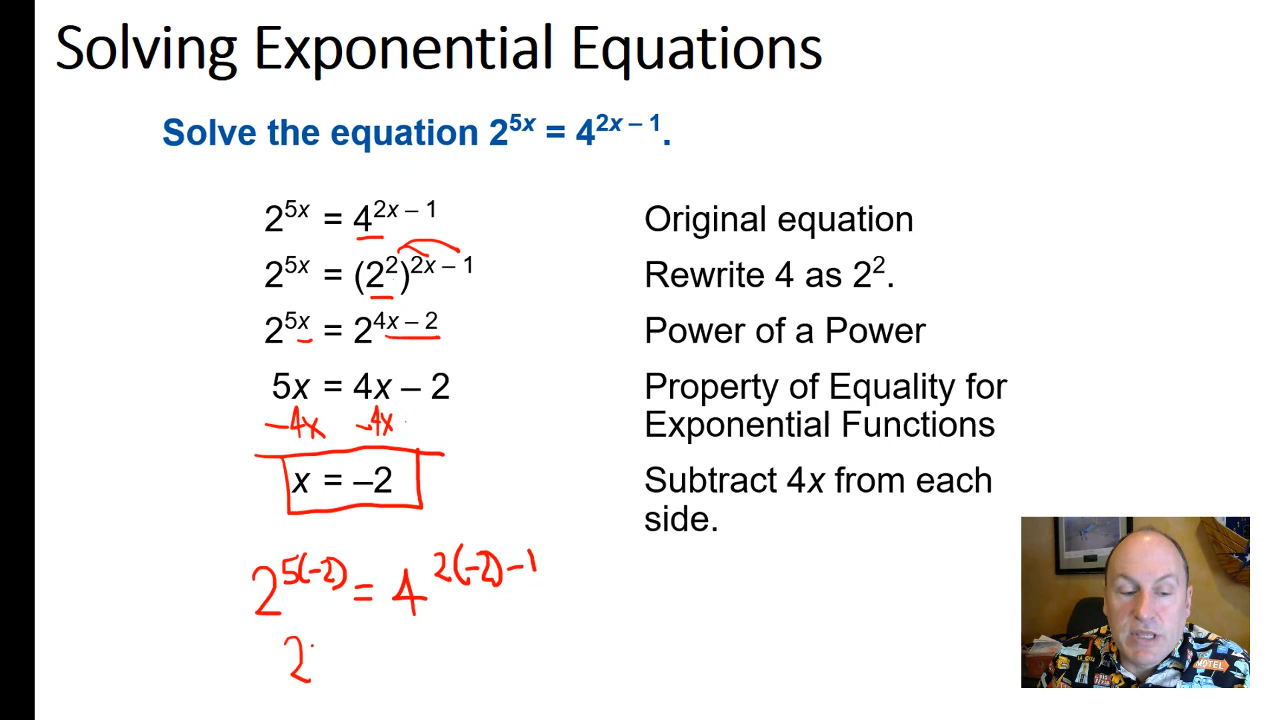 Solving Exponential Equations
Solve the equation 2^{5x} = 4^{2x – 1}.
2^{5x} = 4^{2x – 1} Original equation
2^{5x} = (2^2)^{2x – 1} Rewrite 4 as 2^2.
2^{5x} = 2^{4x – 2} Power of a Power
5x = 4x – 2 Property of Equality for
-4x -4x Exponential Functions
x = –2 Subtract 4x from each
side.
2^{5(-2)} = 4^{2(-2)-1}
2
MOTEL